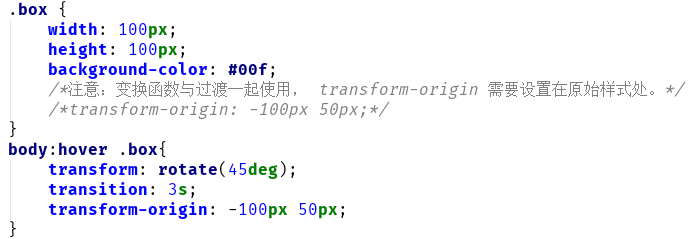 .box {
    width: 100px;
    height: 100px;
    background-color: #00f;
    /*注意：变换函数与过渡一起使用， transform-origin 需要设置在原始样式处。*/
    /*transform-origin: -100px 50px;*/
}
body:hover .box{
    transform: rotate(45deg);
    transition: 3s;
    transform-origin: -100px 50px;
}